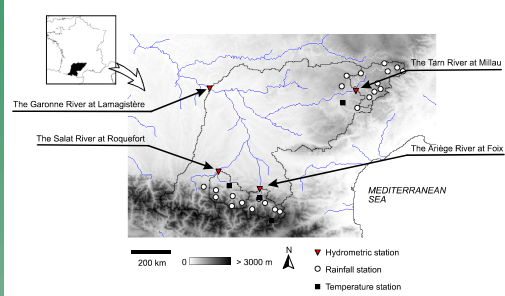 The Tarn River at Millau
The Garonne River at Lamagistère
The Salat River at Roquefort
The Ariège River at Foix
MEDITERRANEAN
SEA
200 km
0
> 3000 m
N
Hydrometric station
Rainfall station
Temperature station